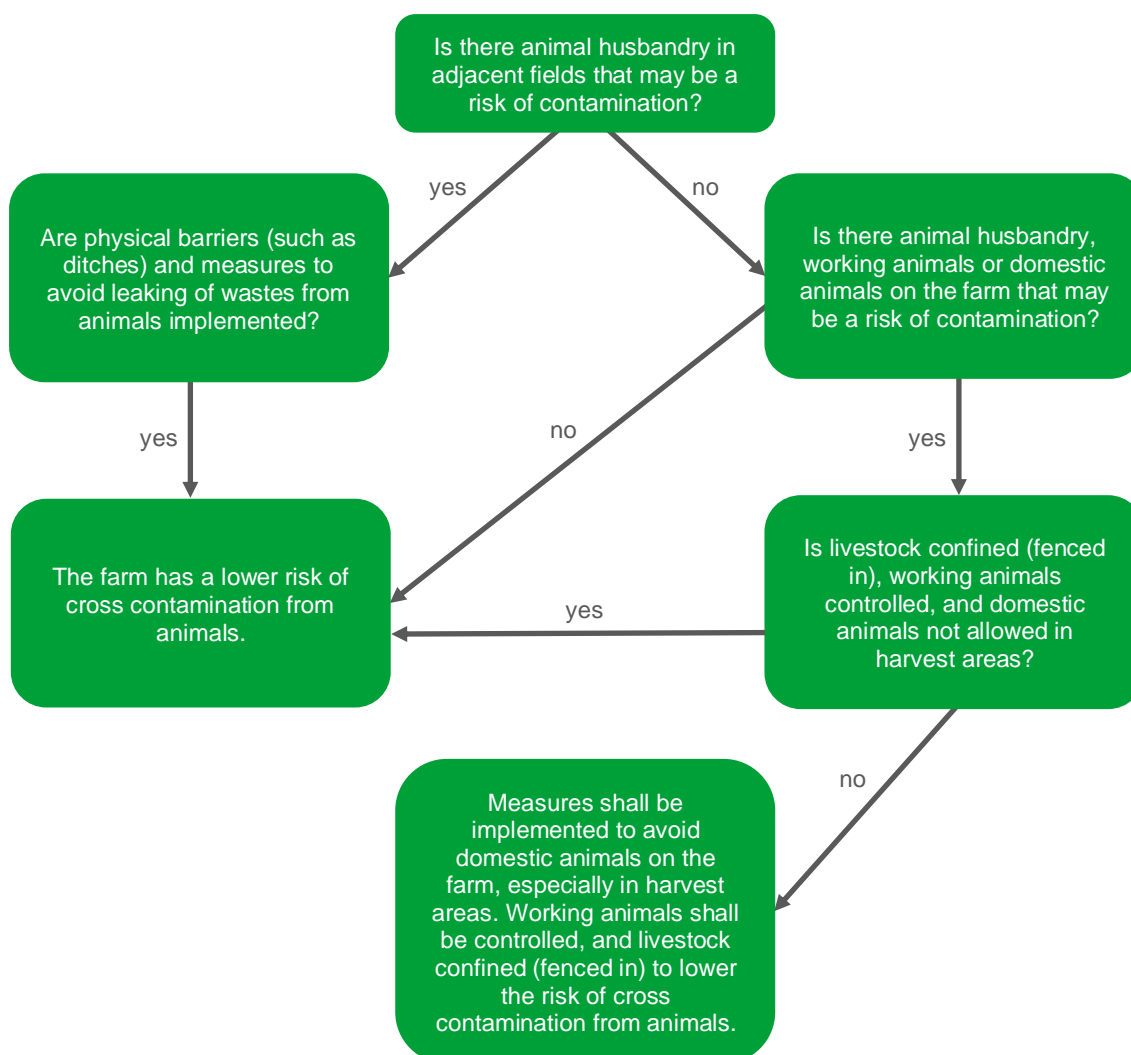 Is there animal husbandry in
adjacent fields that may be a
risk of contamination?
yes
no
Are physical barriers (such as
ditches) and measures to
avoid leaking of wastes from
animals implemented?
Is there animal husbandry,
working animals or domestic
animals on the farm that may
be a risk of contamination?
yes
no
yes
The farm has a lower risk of
cross contamination from
animals.
yes
Is livestock confined (fenced
in), working animals
controlled, and domestic
animals not allowed in
harvest areas?
no
Measures shall be
implemented to avoid
domestic animals on the
farm, especially in harvest
areas. Working animals shall
be controlled, and livestock
confined (fenced in) to lower
the risk of cross
contamination from animals.